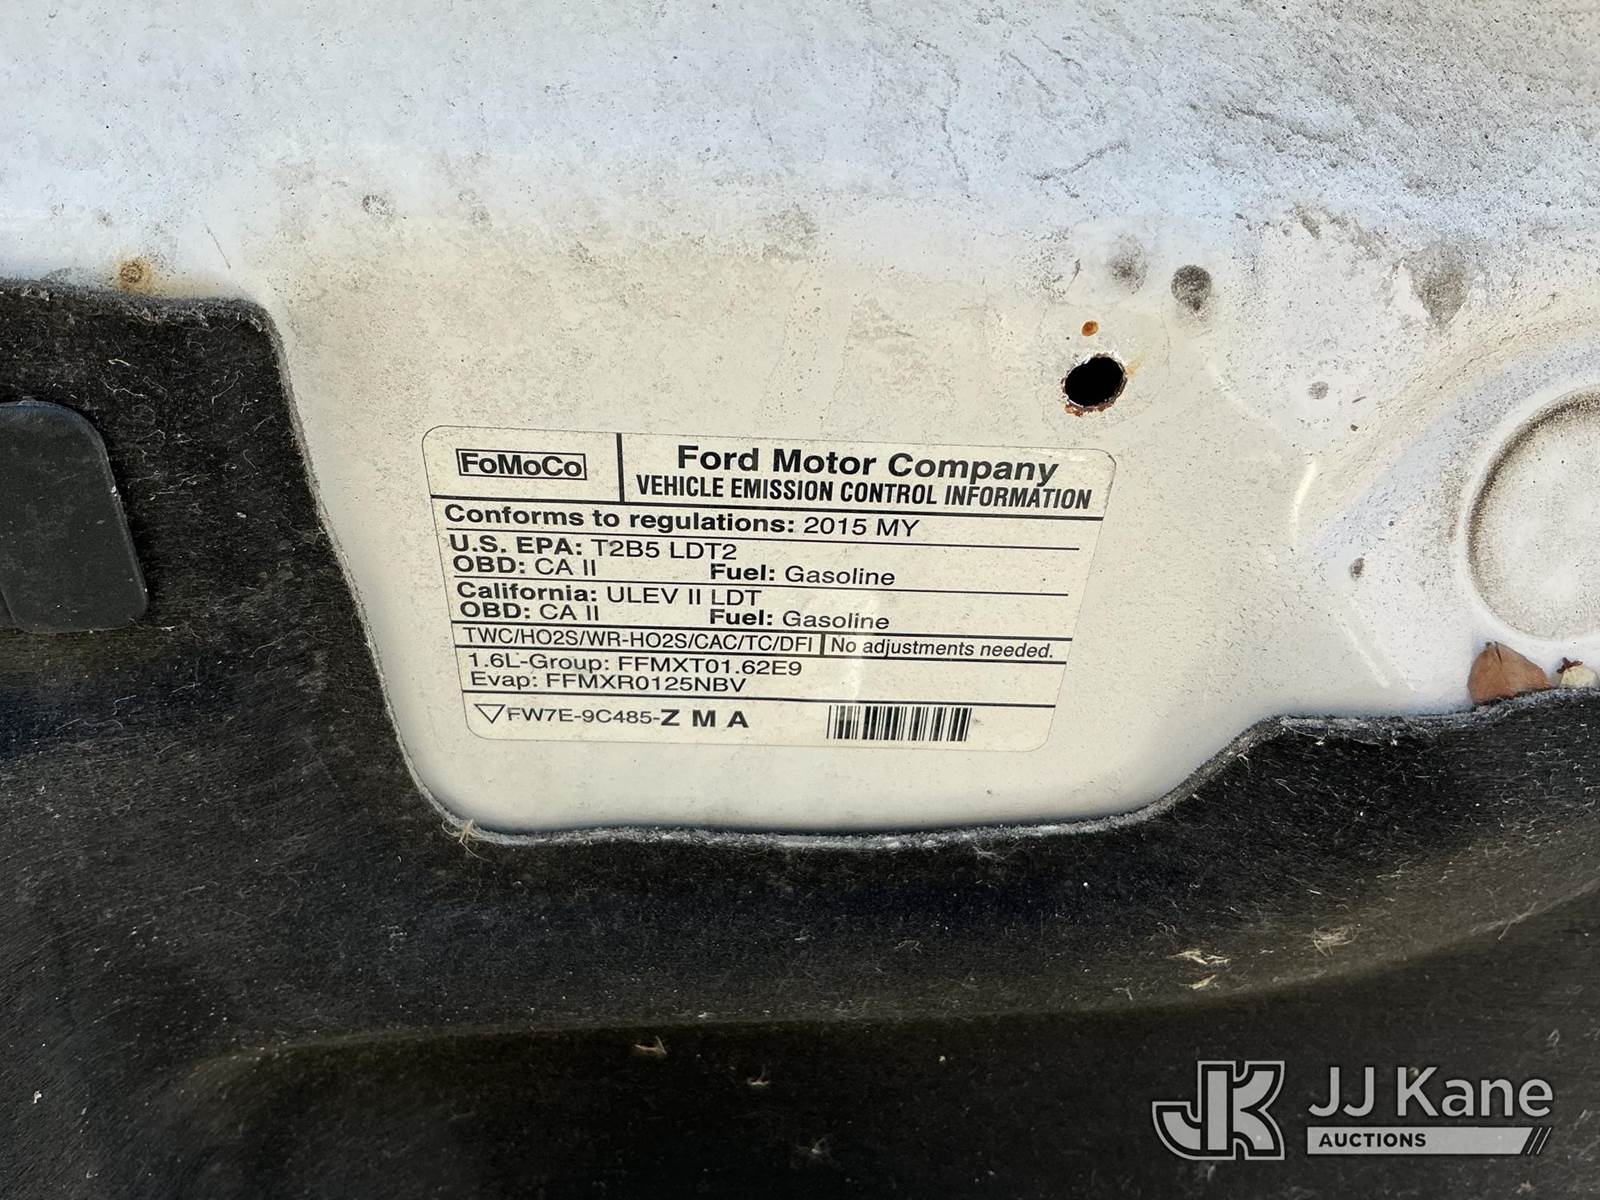 FoMoCo
Ford Motor Company
VEHICLE EMISSION CONTROL INFORMATION
Conforms to regulations: 2015 MY
U.S. EPA: T2B5 LDT2
OBD: CA II Fuel: Gasoline
California: ULEV II LDT
OBD: CA II Fuel: Gasoline
TWC/HO2S/WR-HO2S/CAC/TC/DFI No adjustments needed.
1.6L-Group: FFMXT01.62E9
Evap: FFMXR0125NBV
FW7E-9C485-Z M A
JK JJ Kane
AUCTIONS